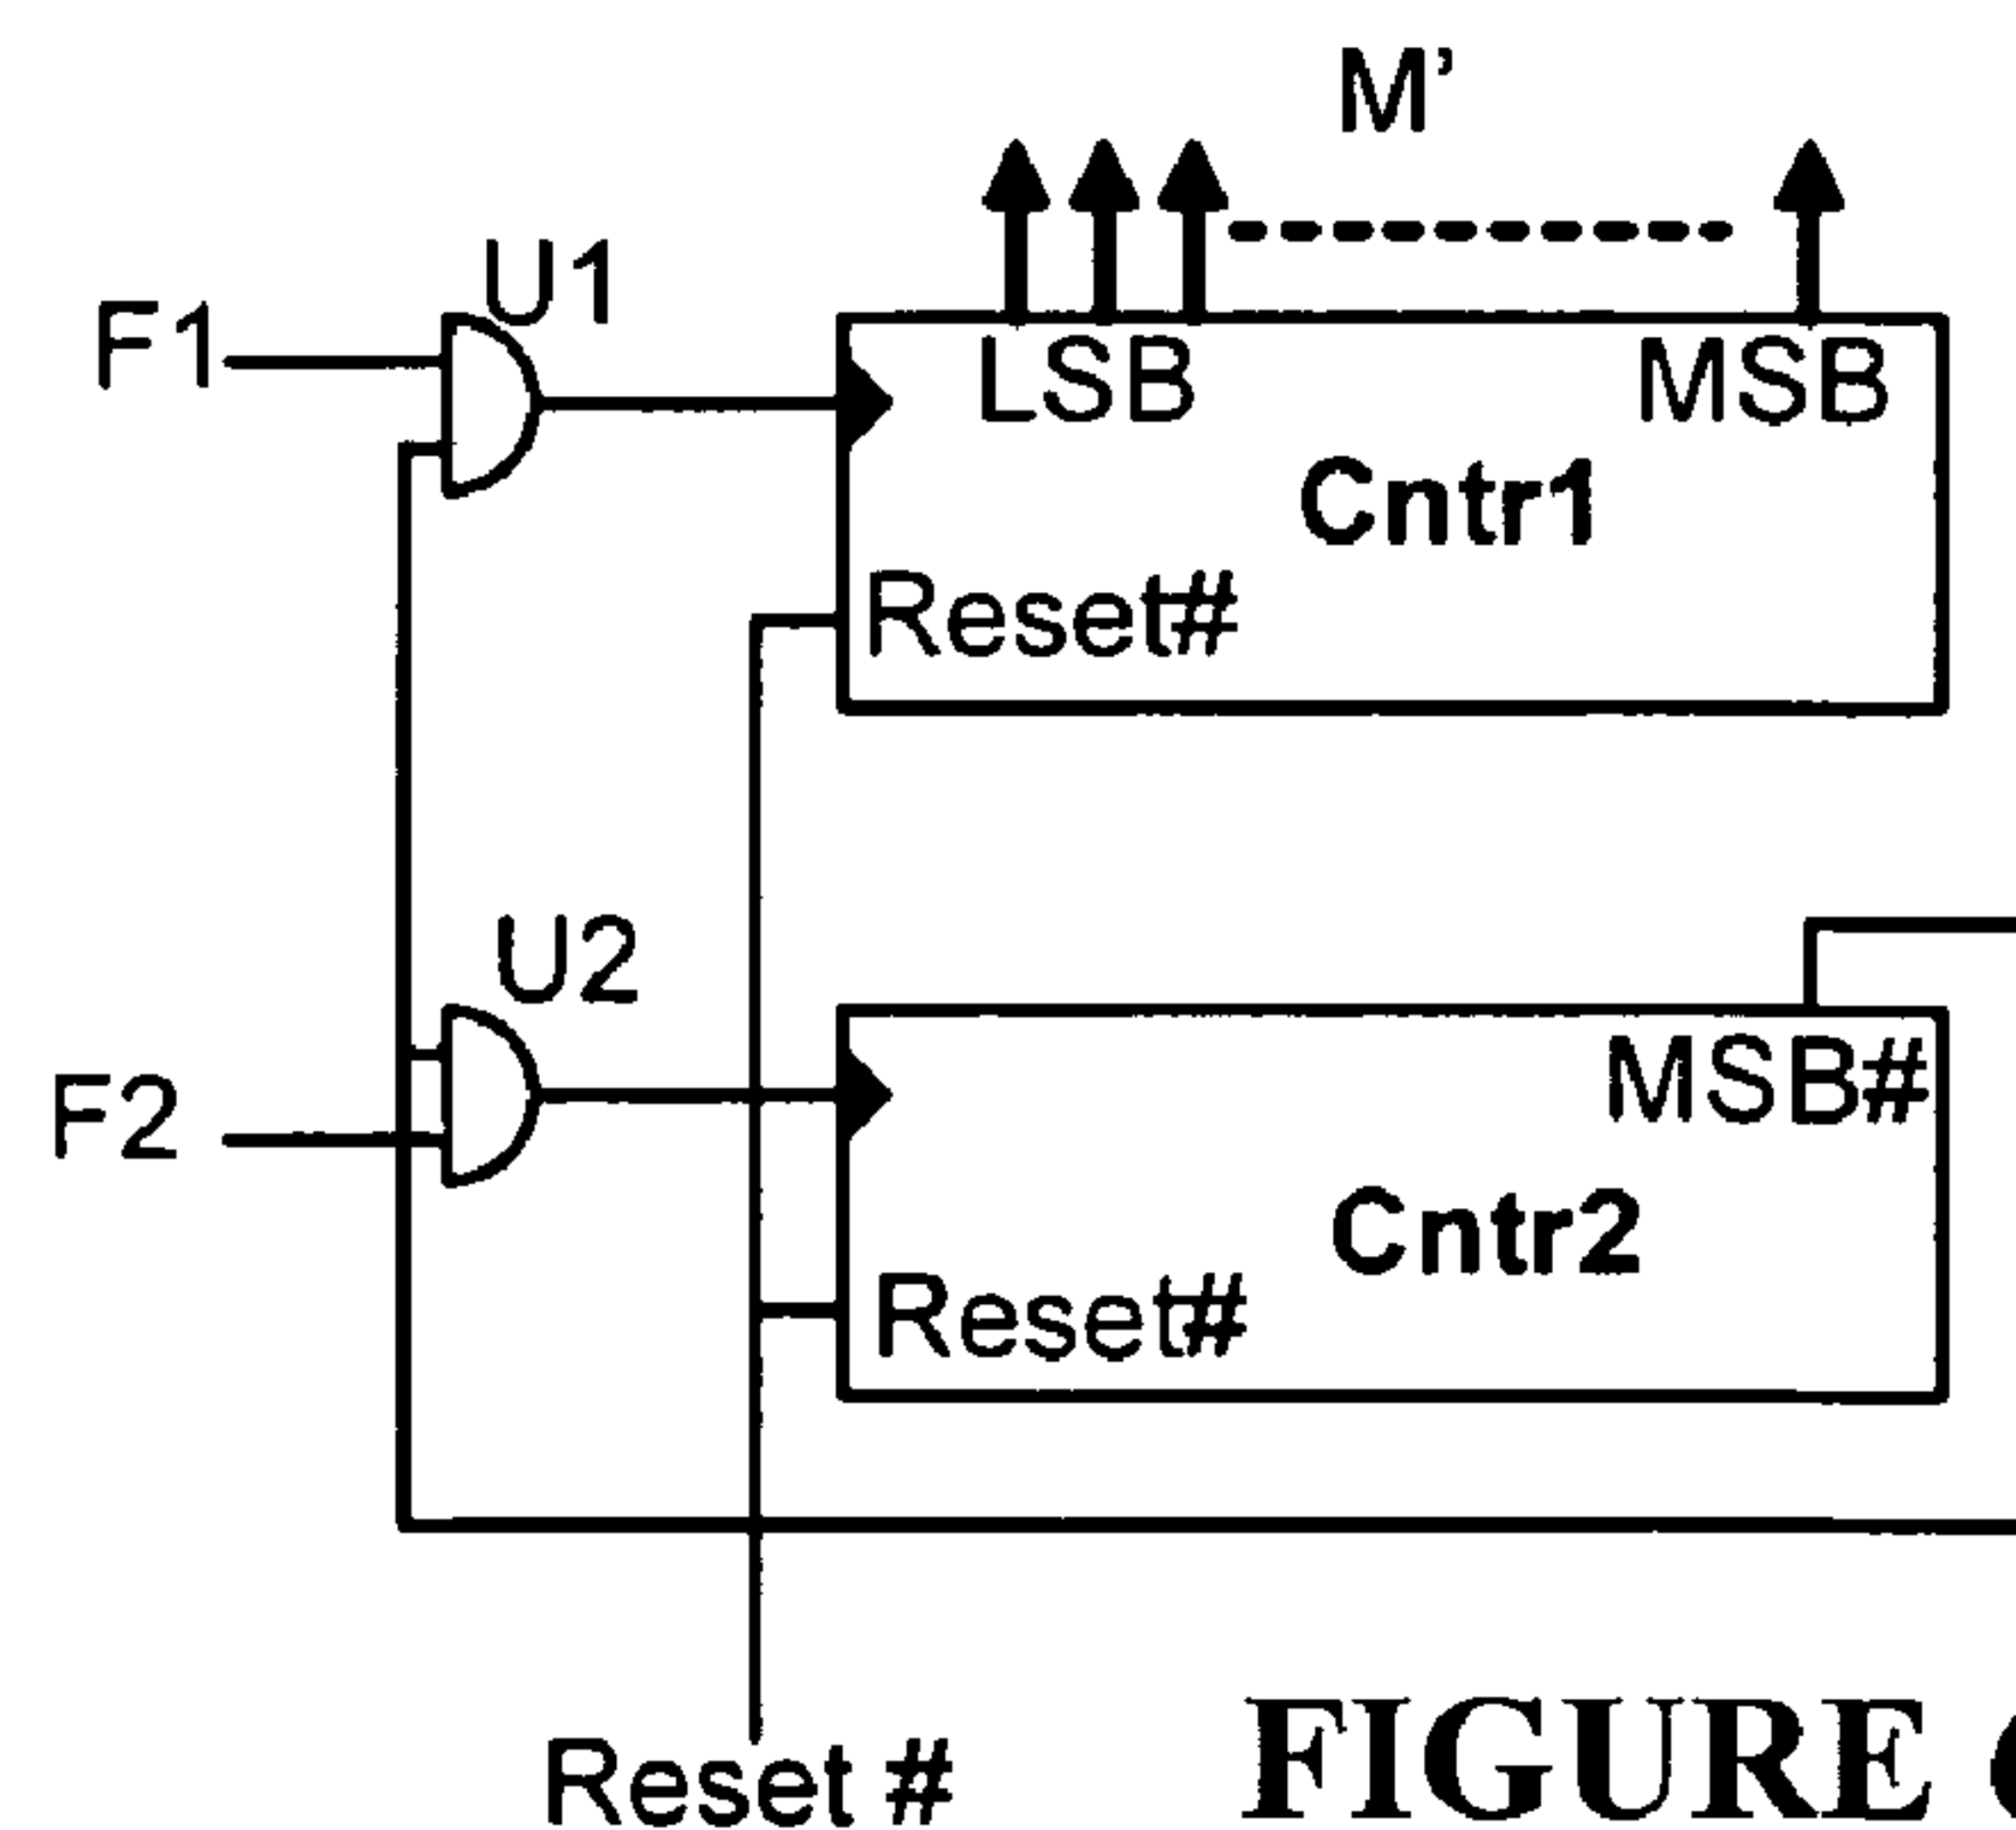 M’
U1
F1
LSB MSB
Cntr1
Reset#
U2
MSB#
F2
Cntr2
Reset#
Reset #
FIGURE